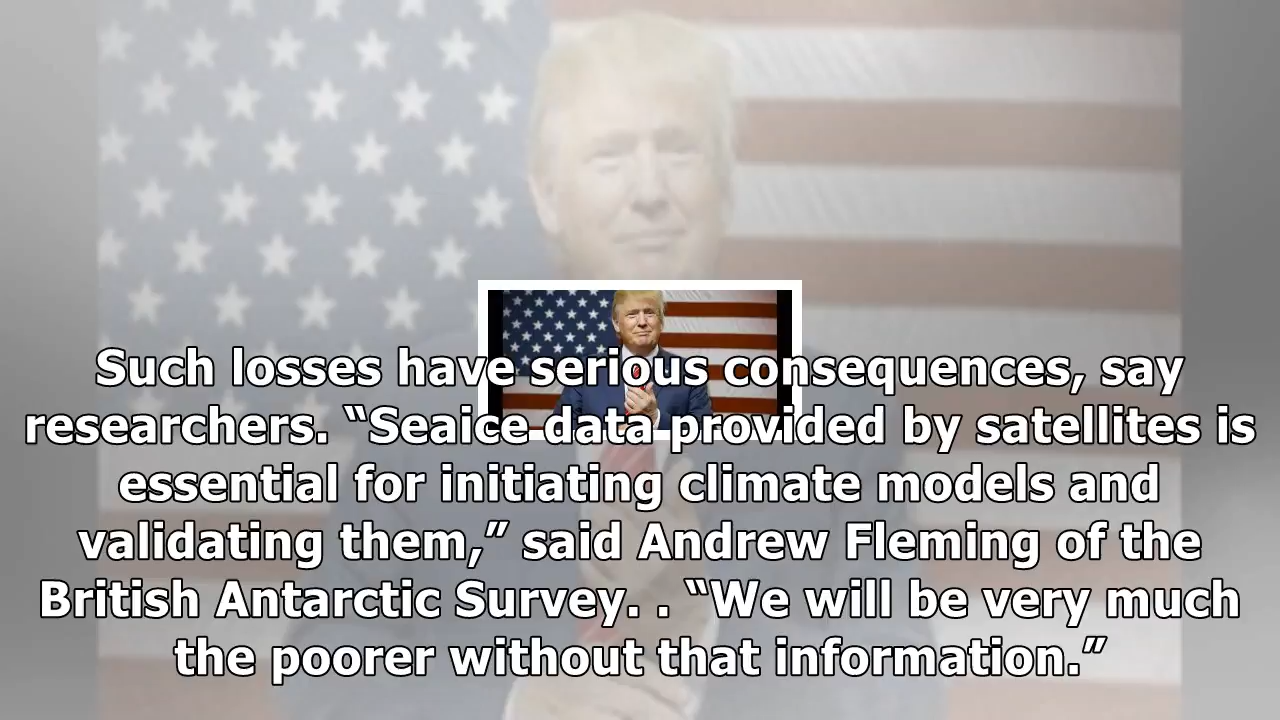 Such losses have serious consequences, say
researchers. “Seaice data provided by satellites is
essential for initiating climate models and
validating them,” said Andrew Fleming of the
British Antarctic Survey. . “We will be very much
the poorer without that information.”